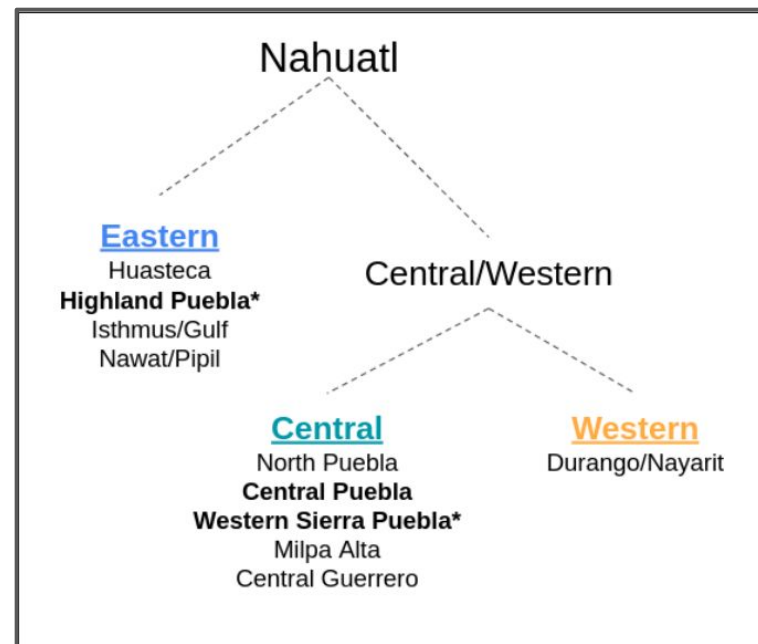 Nahuatl
Eastern
Huasteca
Highland Puebla*
Isthmus/Gulf
Nawat/Pipil
Central/Western
Central
North Puebla
Central Puebla
Western Sierra Puebla*
Milpa Alta
Central Guerrero
Western
Durango/Nayarit